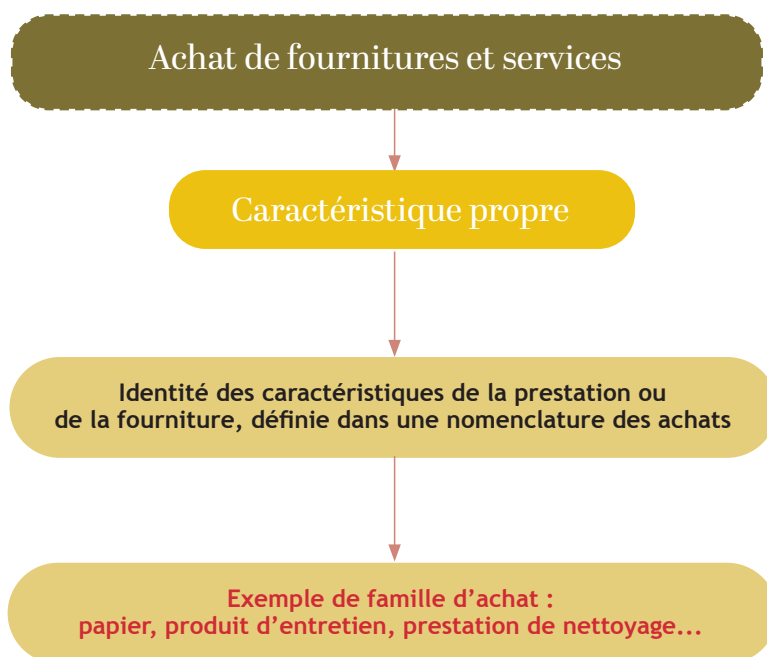 Achat de fournitures et services
Caractéristique propre
Identité des caractéristiques de la prestation ou
de la fourniture, définie dans une nomenclature des achats
Exemple de famille d’achat :
papier, produit d’entretien, prestation de nettoyage...